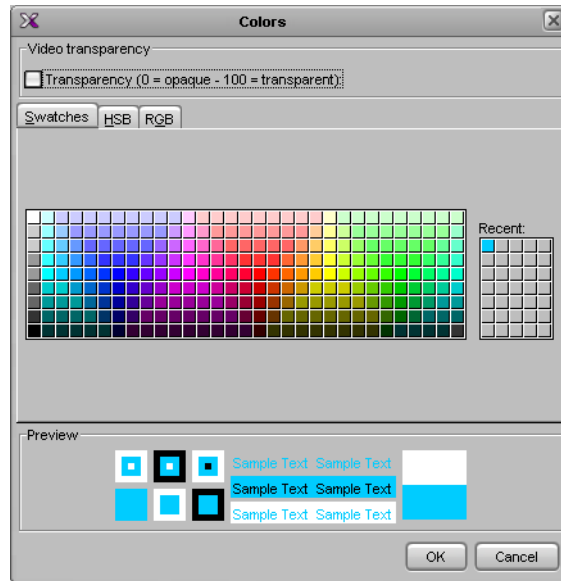 Colors
Video transparency
Transparency (0 = opaque - 100 = transparent):
Swatches HSB RGB
Recent:
Preview
Sample Text Sample Text
Sample Text Sample Text
Sample Text Sample Text
OK Cancel